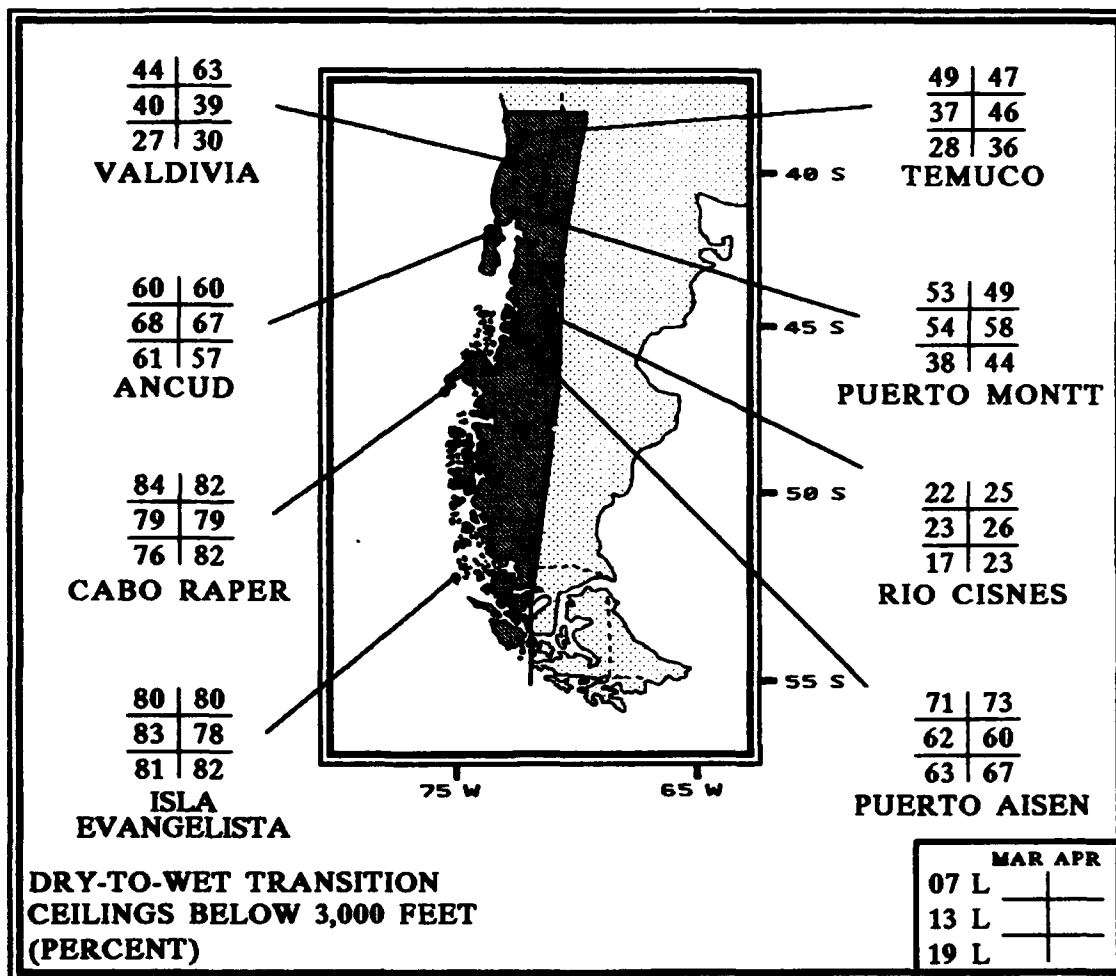 44 63
40 39
27 30
VALDIVIA
60 60
68 67
61 57
ANCUD
84 82
79 79
76 82
CABO RAPER
80 80
83 78
81 82
ISLA
EVANGELISTA
49 47
37 46
28 36
TEMUCO
53 49
54 58
38 44
PUERTO MONTT
22 25
23 26
17 23
RIO CISNES
71 73
62 60
63 67
PUERTO AISEN
40 S
45 S
50 S
55 S
75 W 65 W
DRY-TO-WET TRANSITION
CEILINGS BELOW 3,000 FEET
(PERCENT)
MAR APR
07 L
13 L
19 L